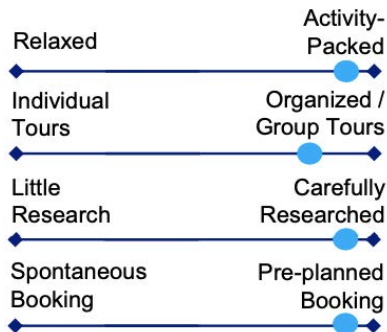 Relaxed
Activity-
Packed
Individual
Tours
Organized /
Group Tours
Little
Research
Carefully
Researched
Spontaneous
Booking
Pre-planned
Booking